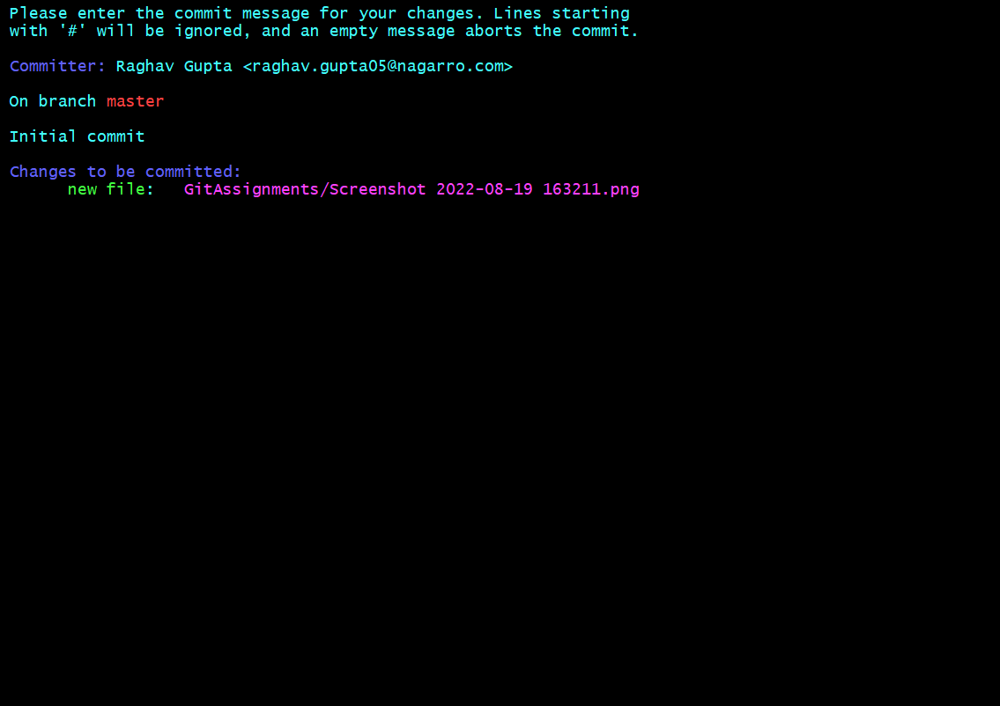 Please enter the commit message for your changes. Lines starting
with '#' will be ignored, and an empty message aborts the commit.
Committer: Raghav Gupta <raghav.gupta05@nagarro.com>
On branch master
Initial commit
Changes to be committed:
new file: GitAssignments/Screenshot 2022-08-19 163211.png